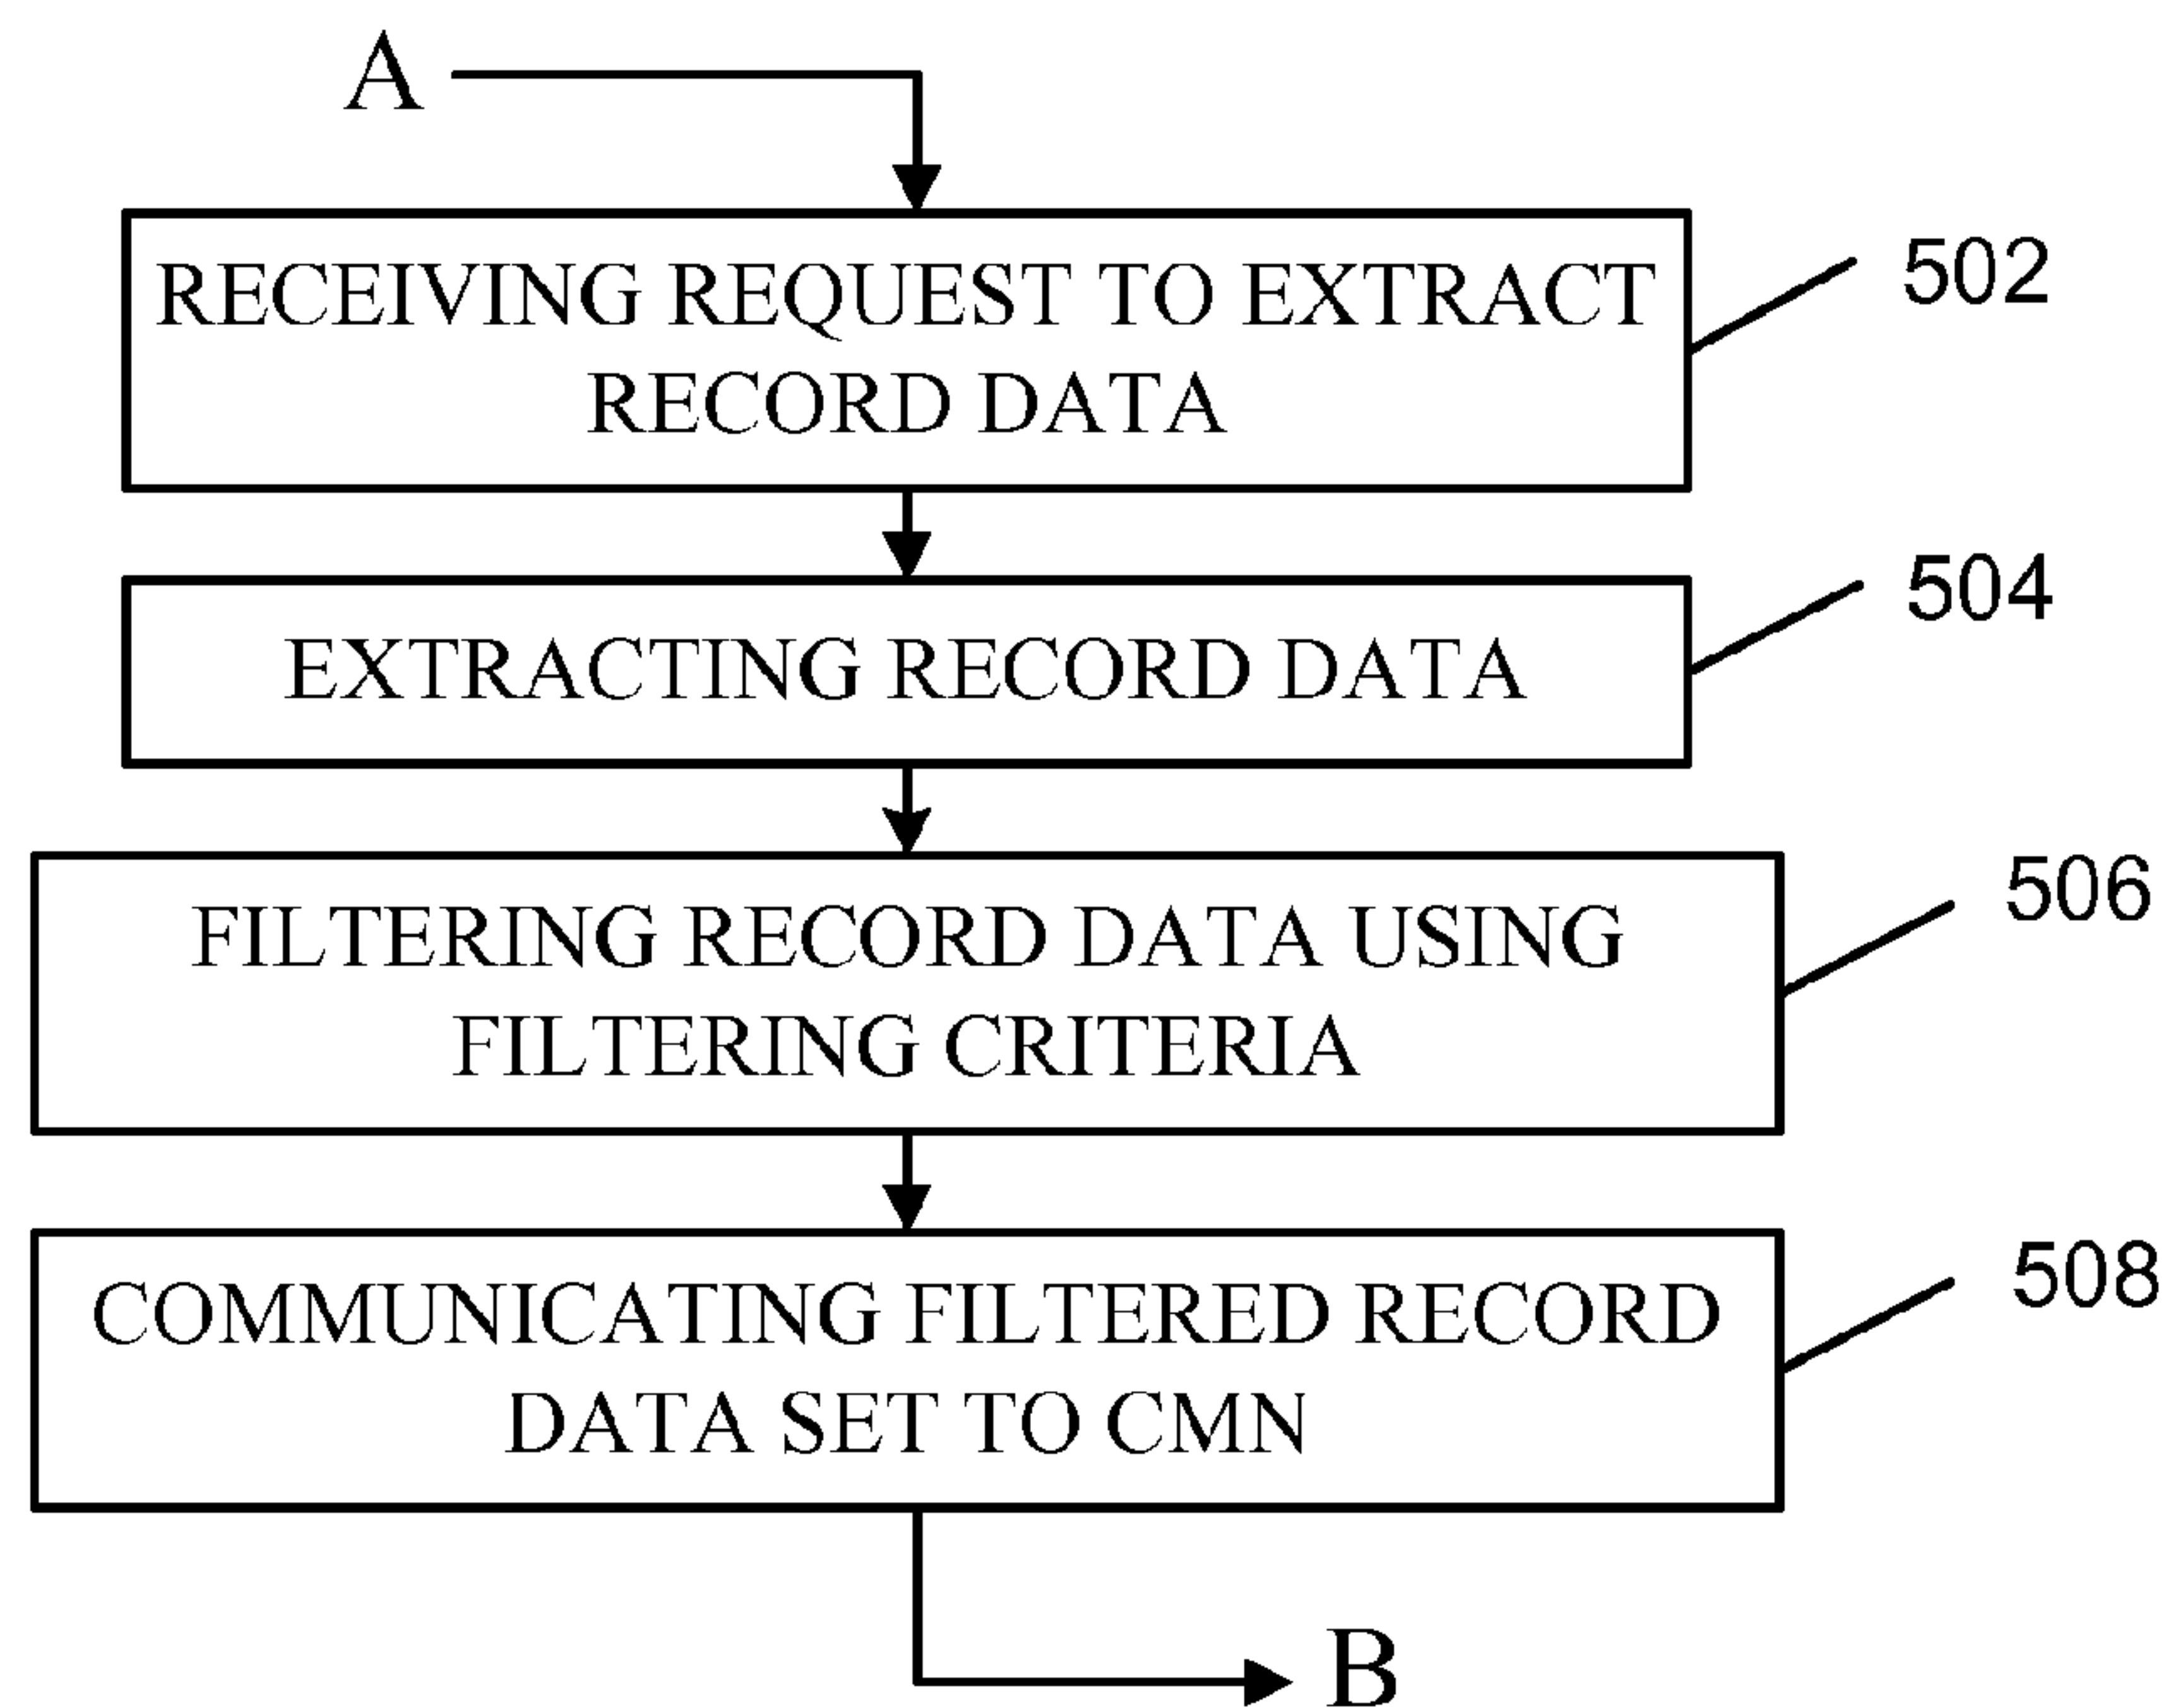 A
RECEIVING REQUEST TO EXTRACT
RECORD DATA
502
EXTRACTING RECORD DATA
504
FILTERING RECORD DATA USING
FILTERING CRITERIA
506
COMMUNICATING FILTERED RECORD
DATA SET TO CMN
508
B